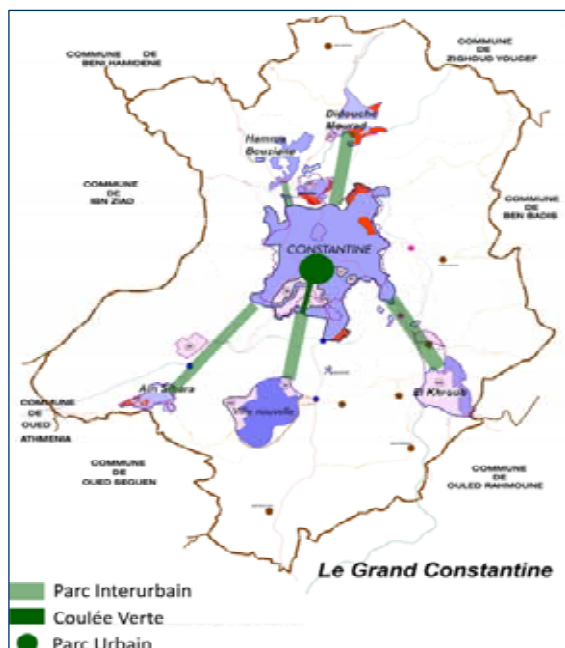 COMMUNE
DE
BENI HAMIDENE
COMMUNE
DE
ZIGHOUD YOUCEF
Didouche
Mourad
Hamma
Bouziane
COMMUNE
DE
IBN ZIAD
COMMUNE
DE
BEN BADIS
CONSTANTINE
Ain Smara
Ville nouvelle
El Khroub
COMMUNE
DE
OUED
ATHMENIA
COMMUNE
DE
OUED SEGUEN
COMMUNE
DE
OULED RAHMOUNE
Le Grand Constantine
Parc Interurbain
Coulée Verte
Parc Urbain